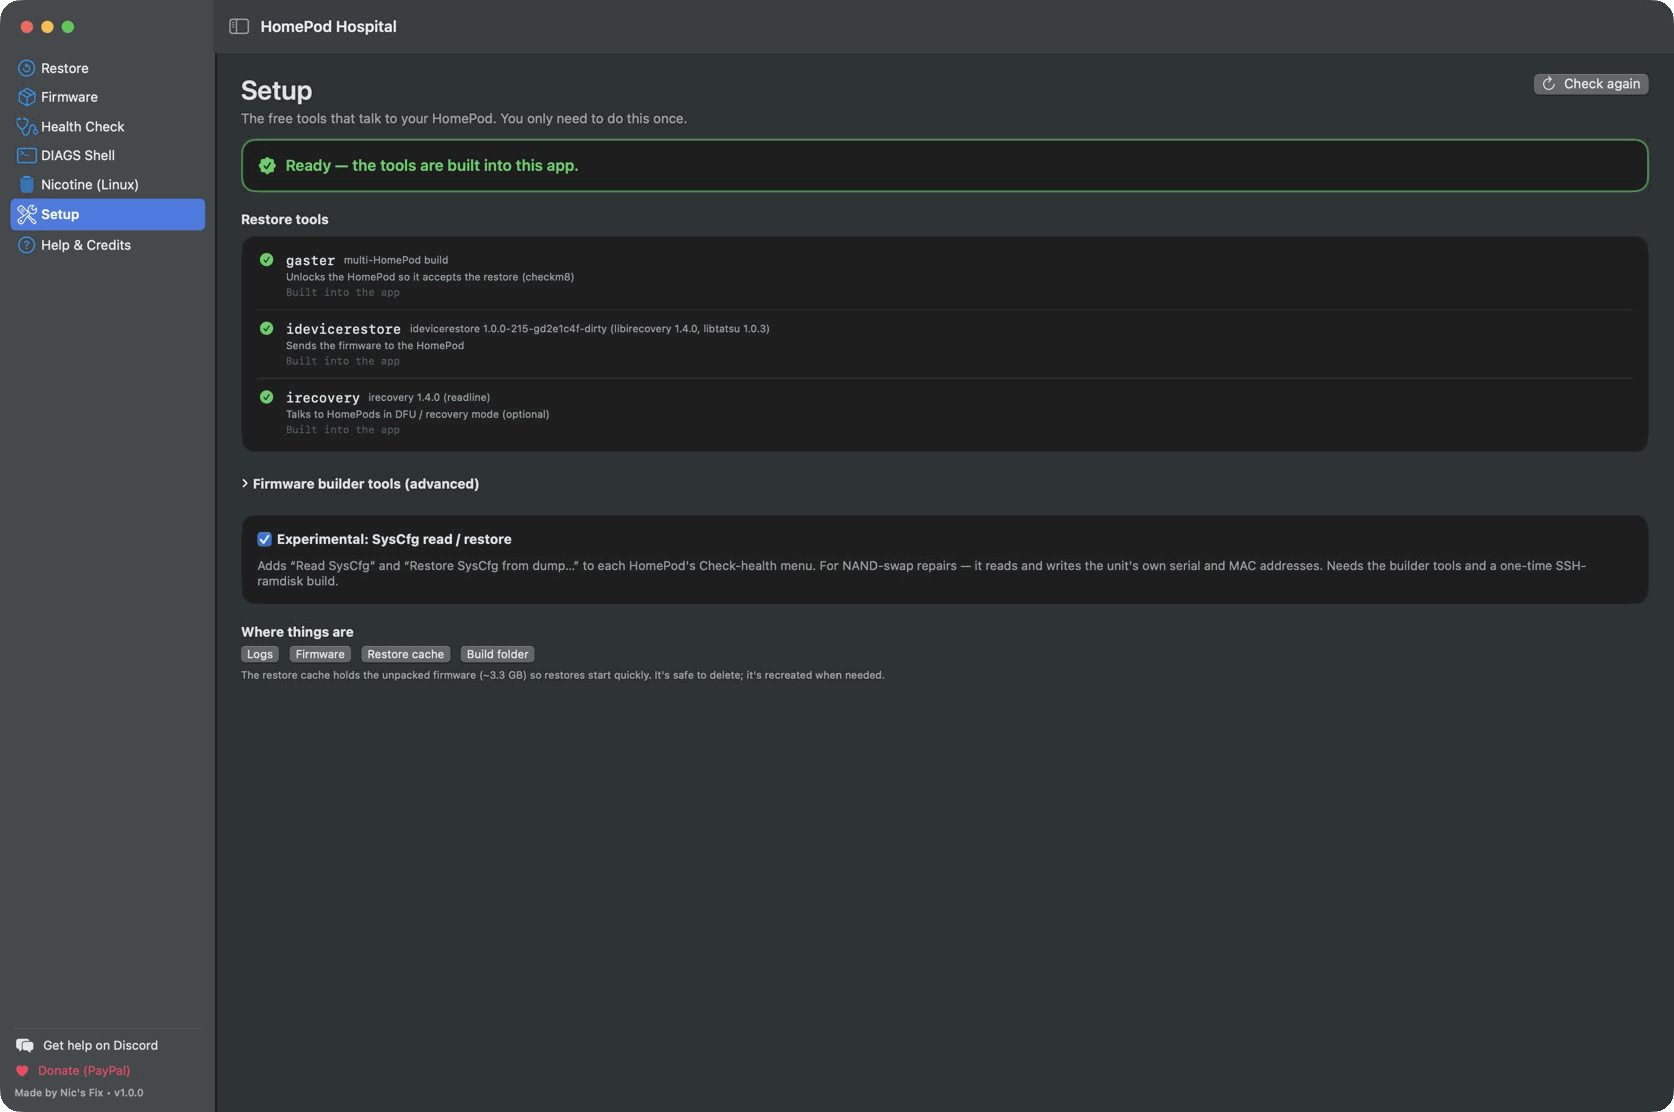 HomePod Hospital
Restore
Firmware
Health Check
DIAGS Shell
Nicotine (Linux)
Setup
Help & Credits
Get help on Discord
Donate (PayPal)
Made by Nic's Fix • v1.0.0
Setup
Check again
The free tools that talk to your HomePod. You only need to do this once.
Ready — the tools are built into this app.
Restore tools
gaster multi-HomePod build
Unlocks the HomePod so it accepts the restore (checkm8)
Built into the app
idevicerestore idevicerestore 1.0.0-215-gd2e1c4f-dirty (libirecovery 1.4.0, libtatsu 1.0.3)
Sends the firmware to the HomePod
Built into the app
irecovery irecovery 1.4.0 (readline)
Talks to HomePods in DFU / recovery mode (optional)
Built into the app
Firmware builder tools (advanced)
Experimental: SysCfg read / restore
Adds “Read SysCfg” and “Restore SysCfg from dump…” to each HomePod's Check-health menu. For NAND-swap repairs — it reads and writes the unit's own serial and MAC addresses. Needs the builder tools and a one-time SSH-
ramdisk build.
Where things are
Logs Firmware Restore cache Build folder
The restore cache holds the unpacked firmware (~3.3 GB) so restores start quickly. It's safe to delete; it's recreated when needed.